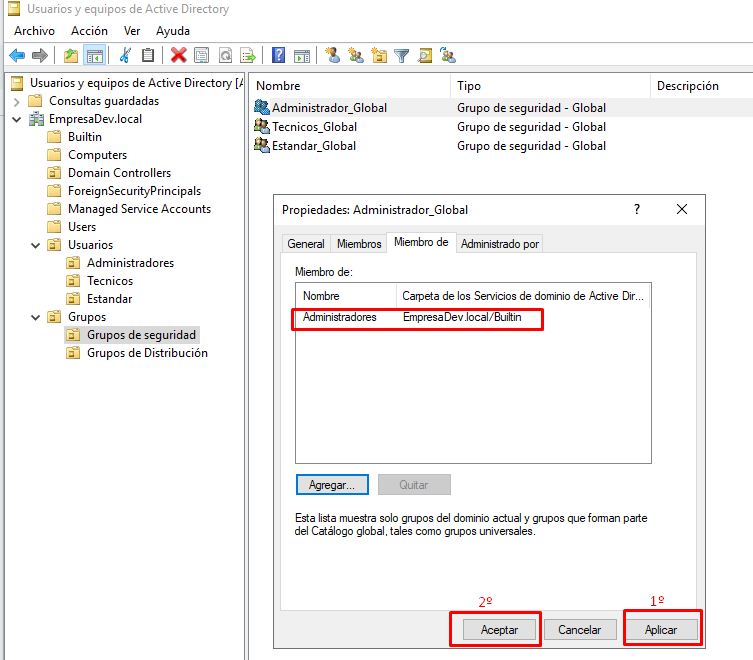 Usuarios y equipos de Active Directory
Archivo Acción Ver Ayuda
Usuarios y equipos de Active Directory [A
Consultas guardadas
EmpresaDev.local
Builtin
Computers
Domain Controllers
ForeignSecurityPrincipals
Managed Service Accounts
Users
Usuarios
Administradores
Tecnicos
Estandar
Grupos
Grupos de seguridad
Grupos de Distribución
Nombre Tipo Descripción
Administrador_Global Grupo de seguridad - Global
Tecnicos_Global Grupo de seguridad - Global
Estandar_Global Grupo de seguridad - Global
Propiedades: Administrador_Global ?
General Miembros Miembro de Administrado por
Miembro de:
Nombre Carpeta de los Servicios de dominio de Active Dir...
Administradores EmpresaDev.local/Builtin
Agregar... Quitar
Esta lista muestra solo grupos del dominio actual y grupos que forman parte
del Catálogo global, tales como grupos universales.
2º 1º
Aceptar Cancelar Aplicar